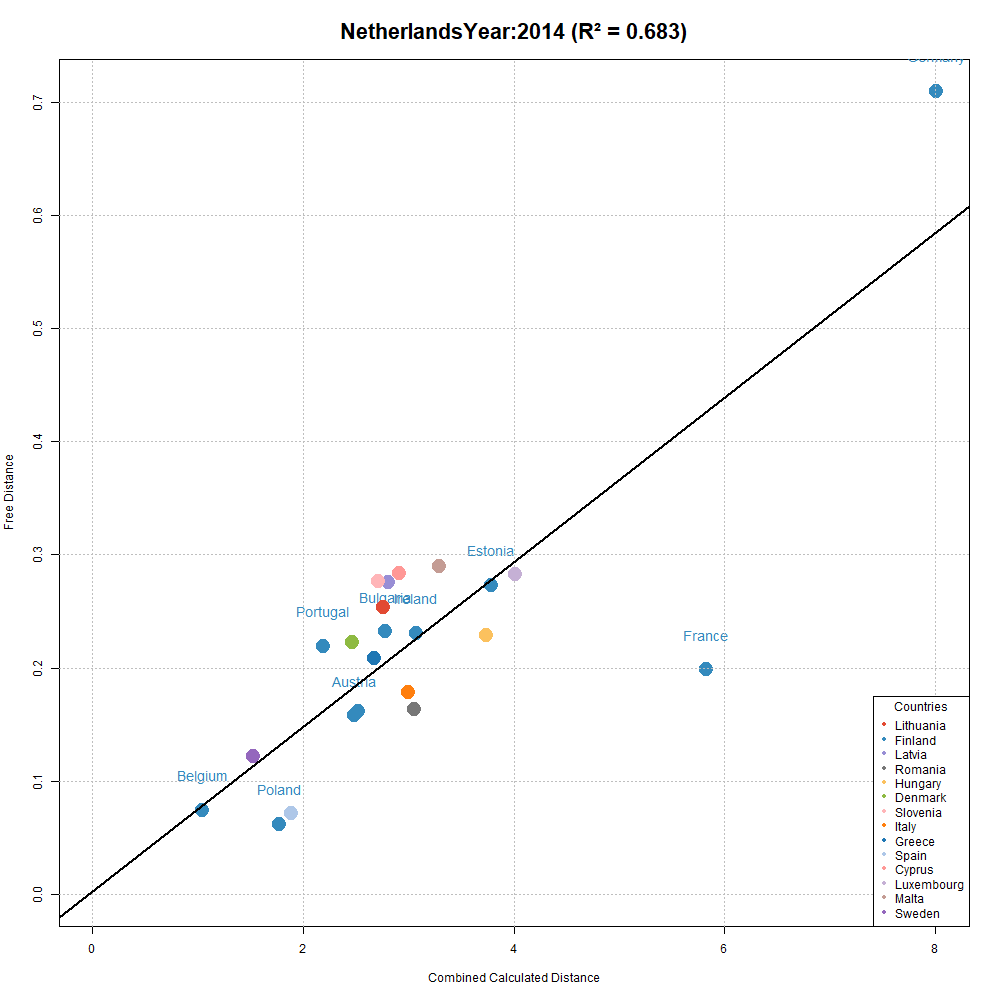 NetherlandsYear:2014 (R² = 0.683)
Germany
0.7
0.6
0.5
0.4
0.3
0.2
0.1
0.0
Free Distance
Estonia
Bulgaria
Ireland
Portugal
France
Austria
Belgium
Poland
Countries
Lithuania
Finland
Latvia
Romania
Hungary
Denmark
Slovenia
Italy
Greece
Spain
Cyprus
Luxembourg
Malta
Sweden
0 2 4 6 8
Combined Calculated Distance